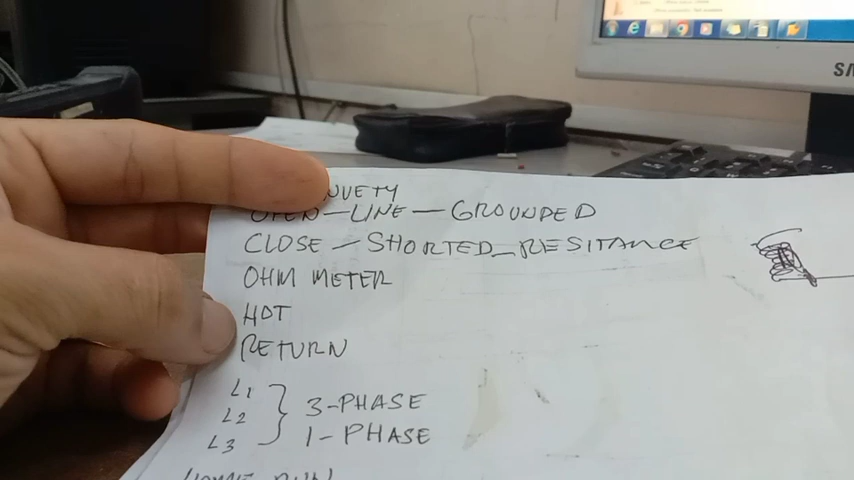 OPEN-LINE-GROUNDED
CLOSE-SHORTED-RESITANCE
OHM METER
HOT
RETURN
L1
L2
L3
3-PHASE
1-PHASE